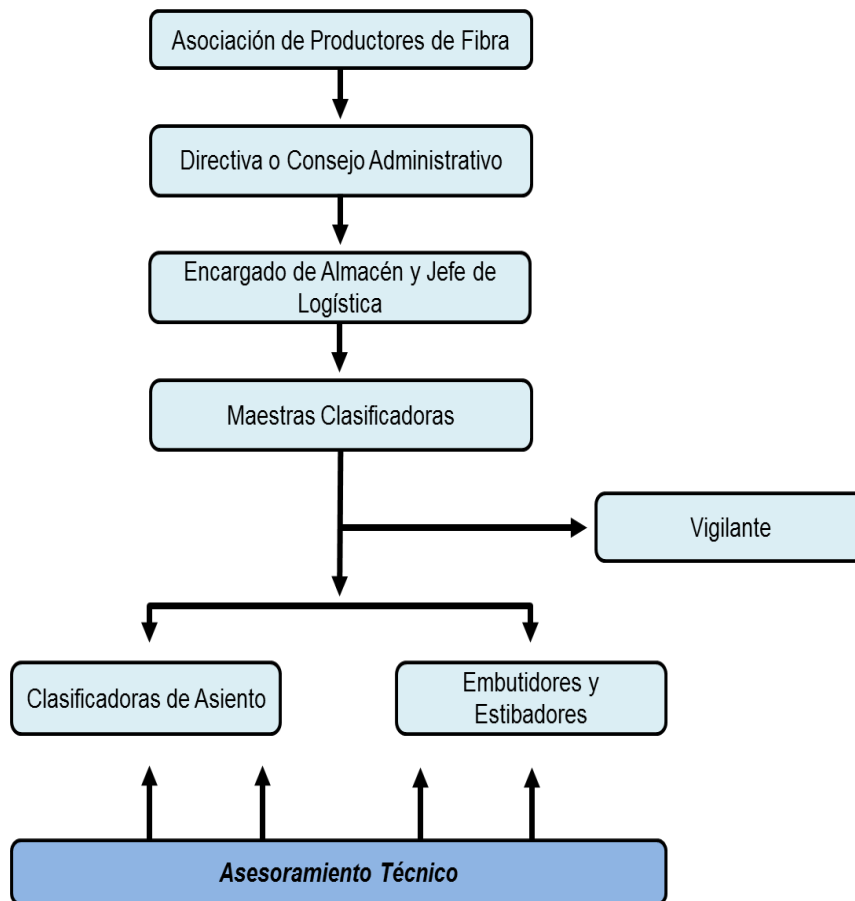 Asociación de Productores de Fibra
Directiva o Consejo Administrativo
Encargado de Almacén y Jefe de
Logística
Maestras Clasificadoras
Vigilante
Clasificadoras de Asiento
Embutidores y
Estibadores
Asesoramiento Técnico